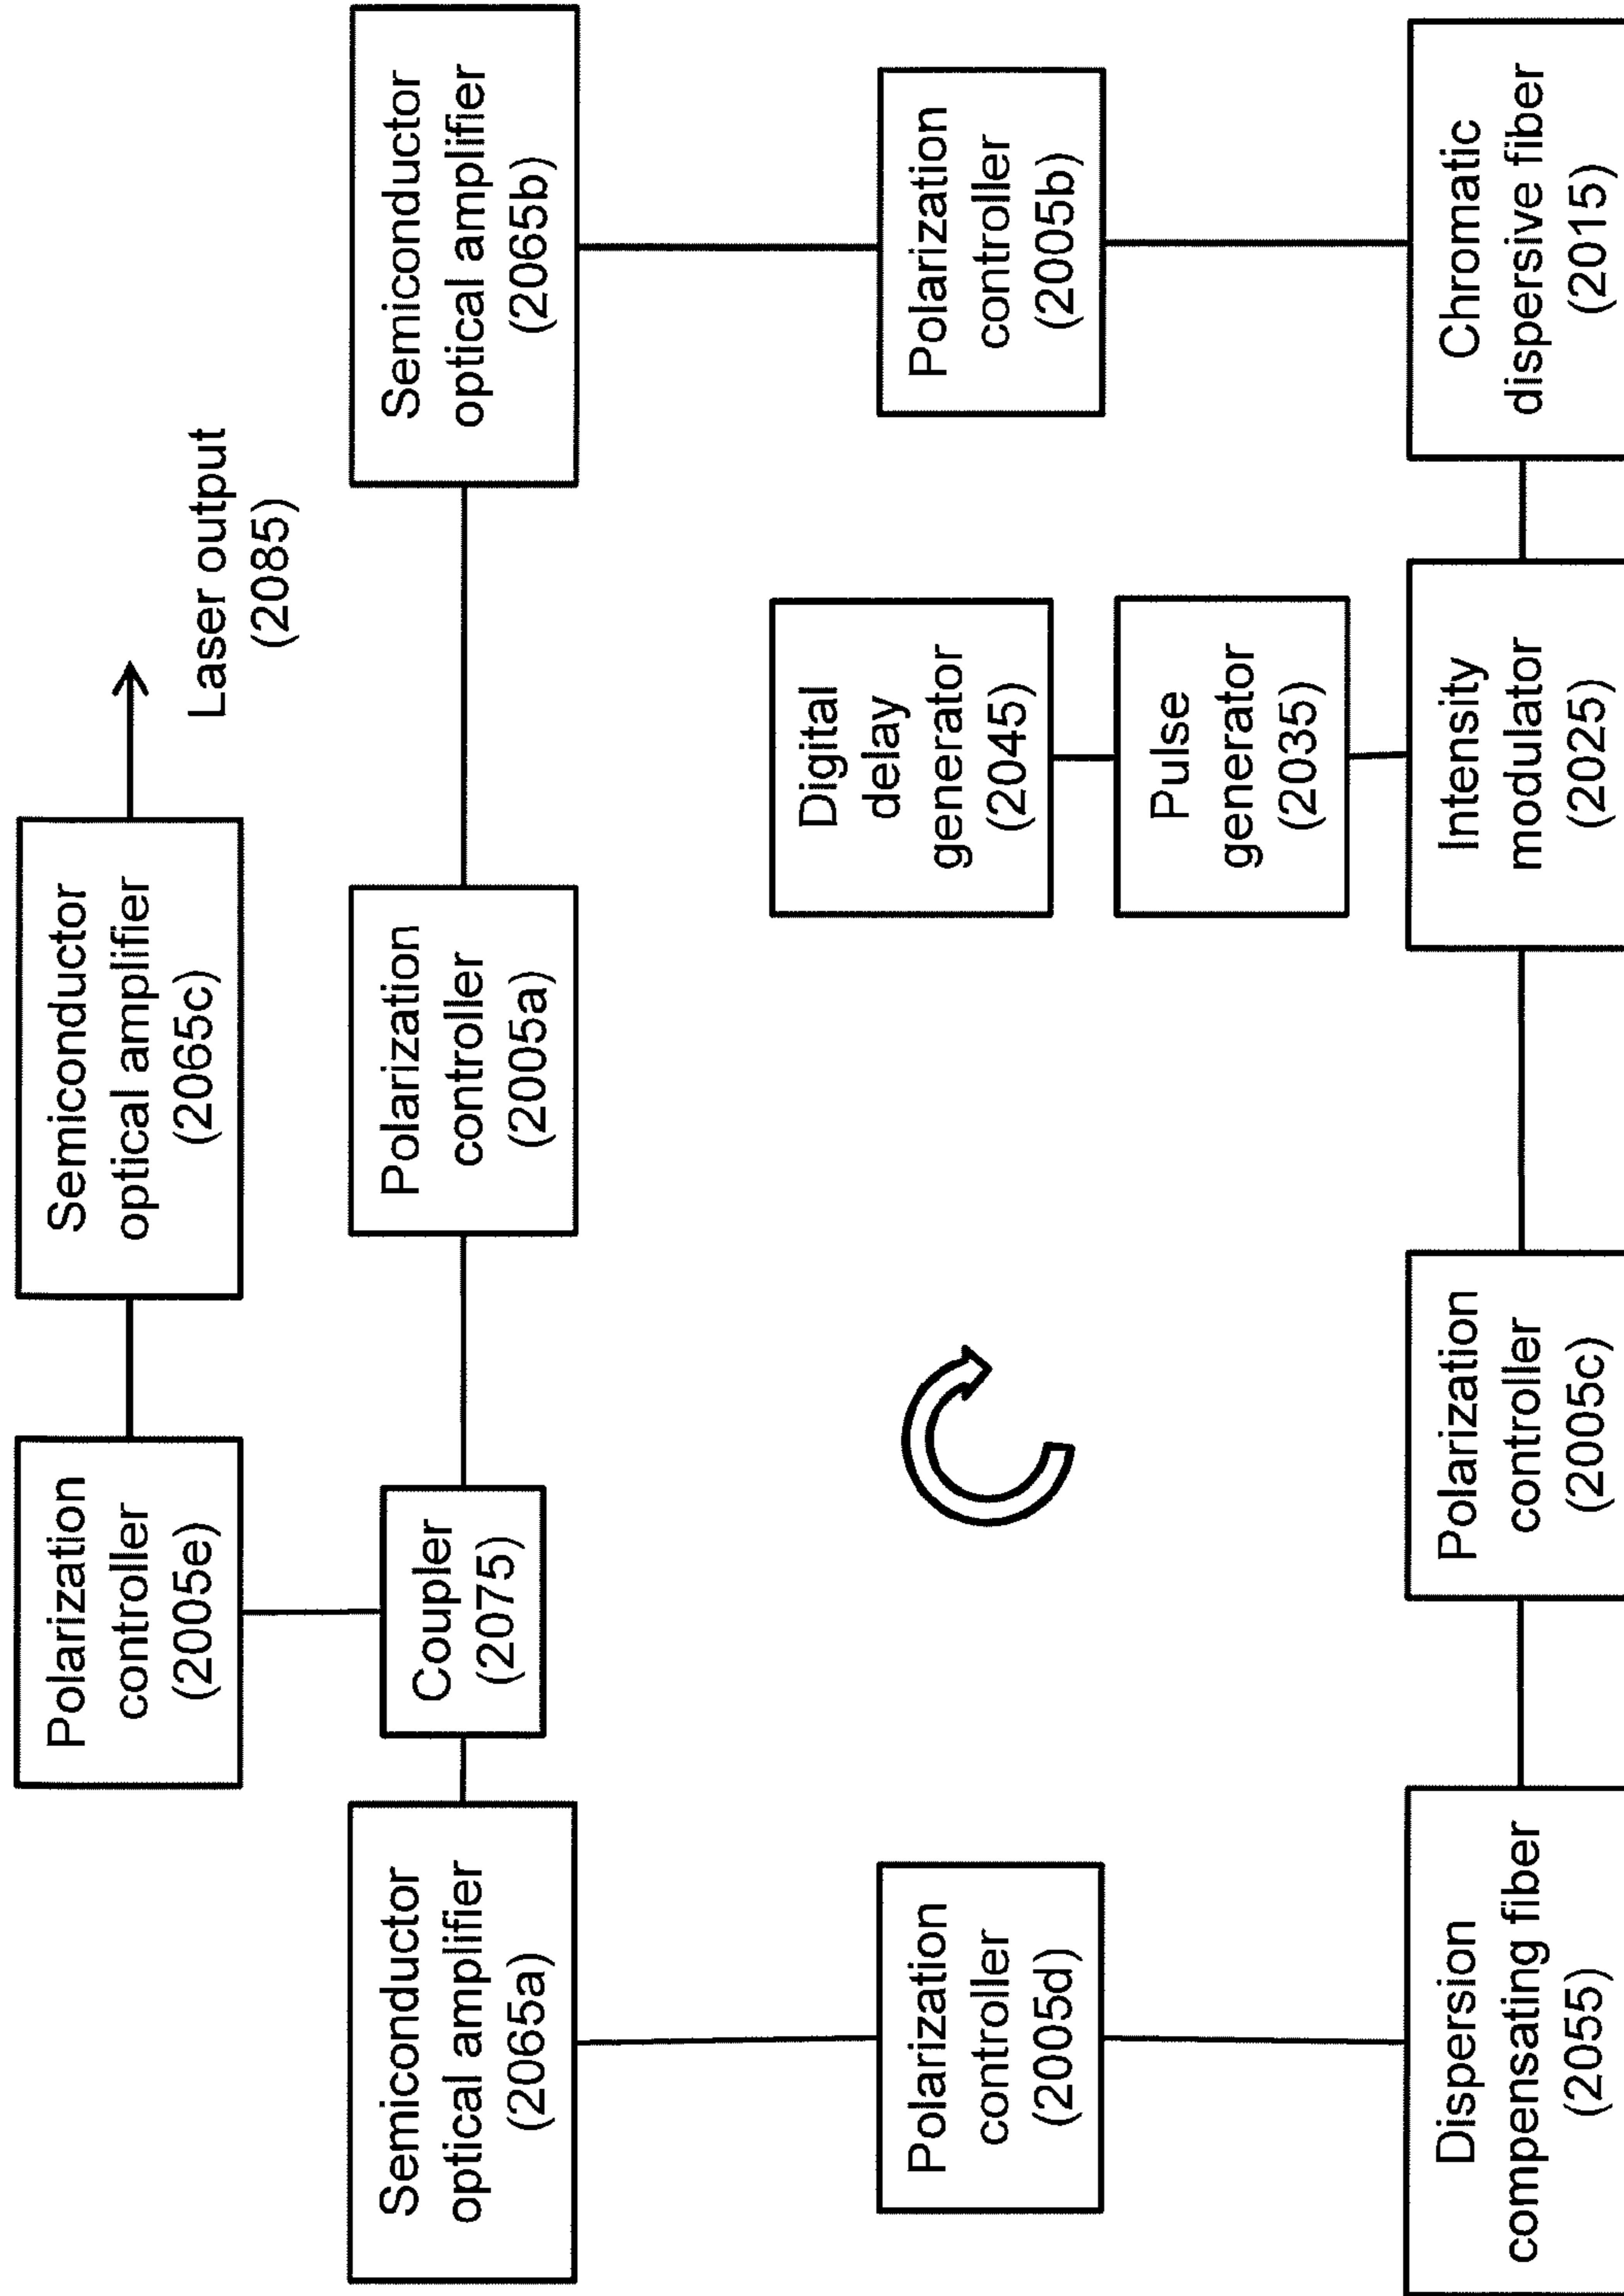 Polarization
controller
(2005e)
Semiconductor
optical amplifier
(2065c)
Laser output
(2085)
Semiconductor
optical amplifier
(2065a)
Coupler
(2075)
Polarization
controller
(2005a)
Semiconductor
optical amplifier
(2065b)
Polarization
controller
(2005d)
Digital
delay
generator
(2045)
Polarization
controller
(2005b)
Pulse
generator
(2035)
Dispersion
compensating fiber
(2055)
Polarization
controller
(2005c)
Intensity
modulator
(2025)
Chromatic
dispersive fiber
(2015)